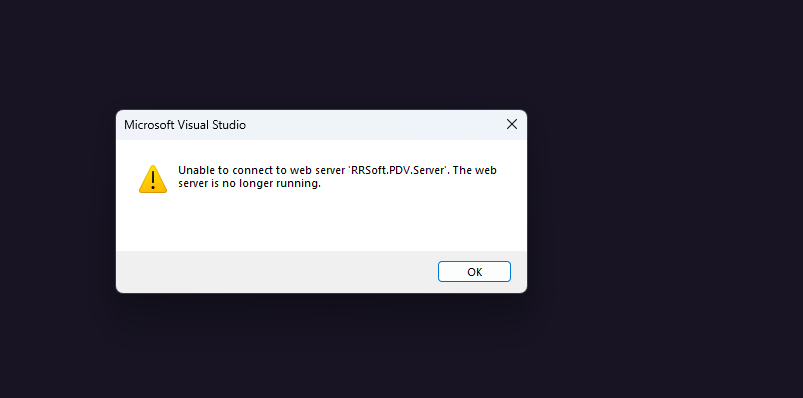 Microsoft Visual Studio
Unable to connect to web server 'RRSoft.PDV.Server'. The web
server is no longer running.
OK